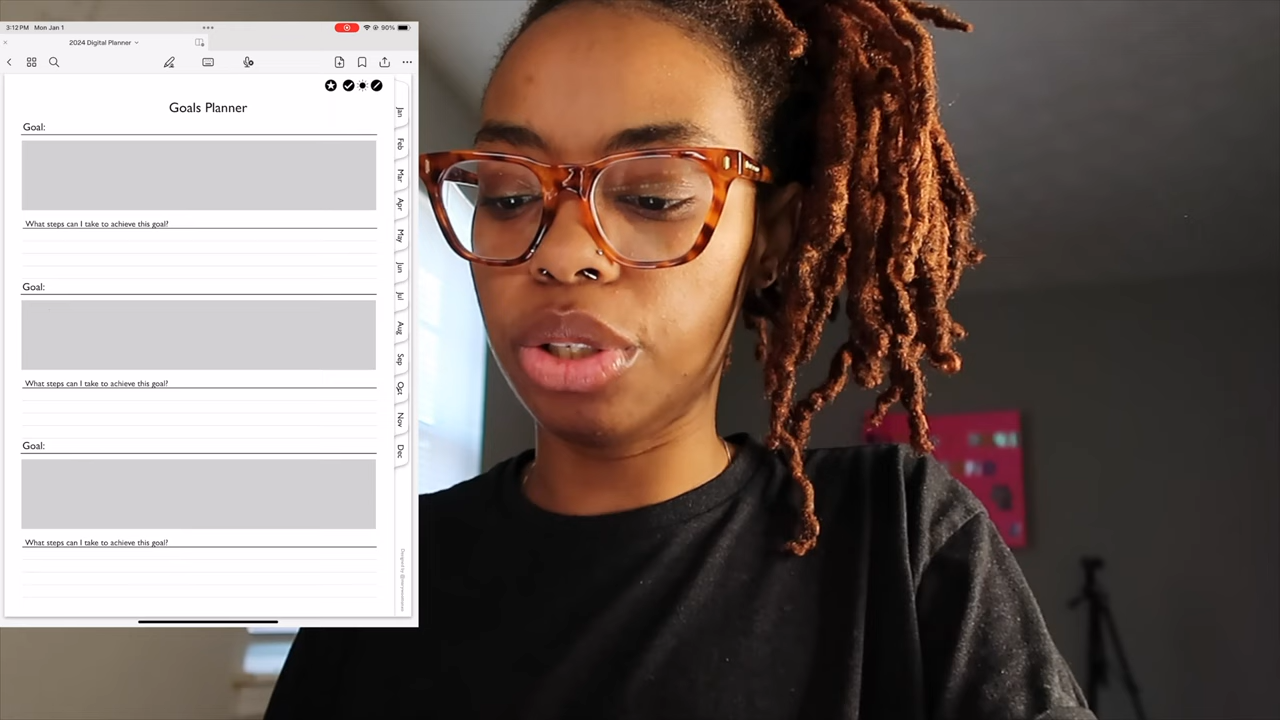 3:12 PM Mon Jan 1
90%
2024 Digital Planner
Goals Planner
Goal:
What steps can I take to achieve this goal?
Goal:
What steps can I take to achieve this goal?
Goal:
What steps can I take to achieve this goal?
Jan
Feb
Mar
Apr
May
Jun
Jul
Aug
Sep
Oct
Nov
Dec
Designed by